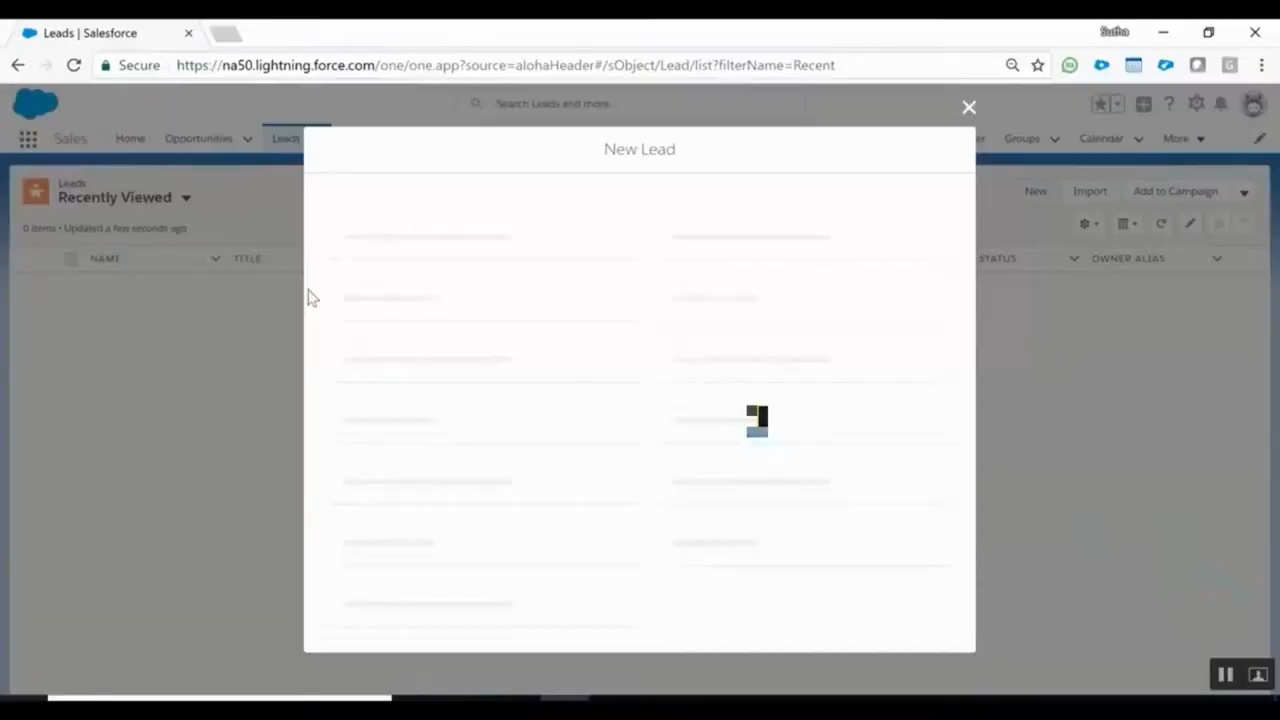 Leads | Salesforce
Sutha
Secure
https://na50.lightning.force.com/one/one.app?source=alohaHeader#/sObject/Lead/list?filterName=Recent
Search Leads and more...
Sales
Home
Opportunities
Leads
Groups
Calendar
More
New Lead
Leads
Recently Viewed
New
Import
Add to Campaign
0 items • Updated a few seconds ago
NAME
TITLE
STATUS
OWNER ALIAS